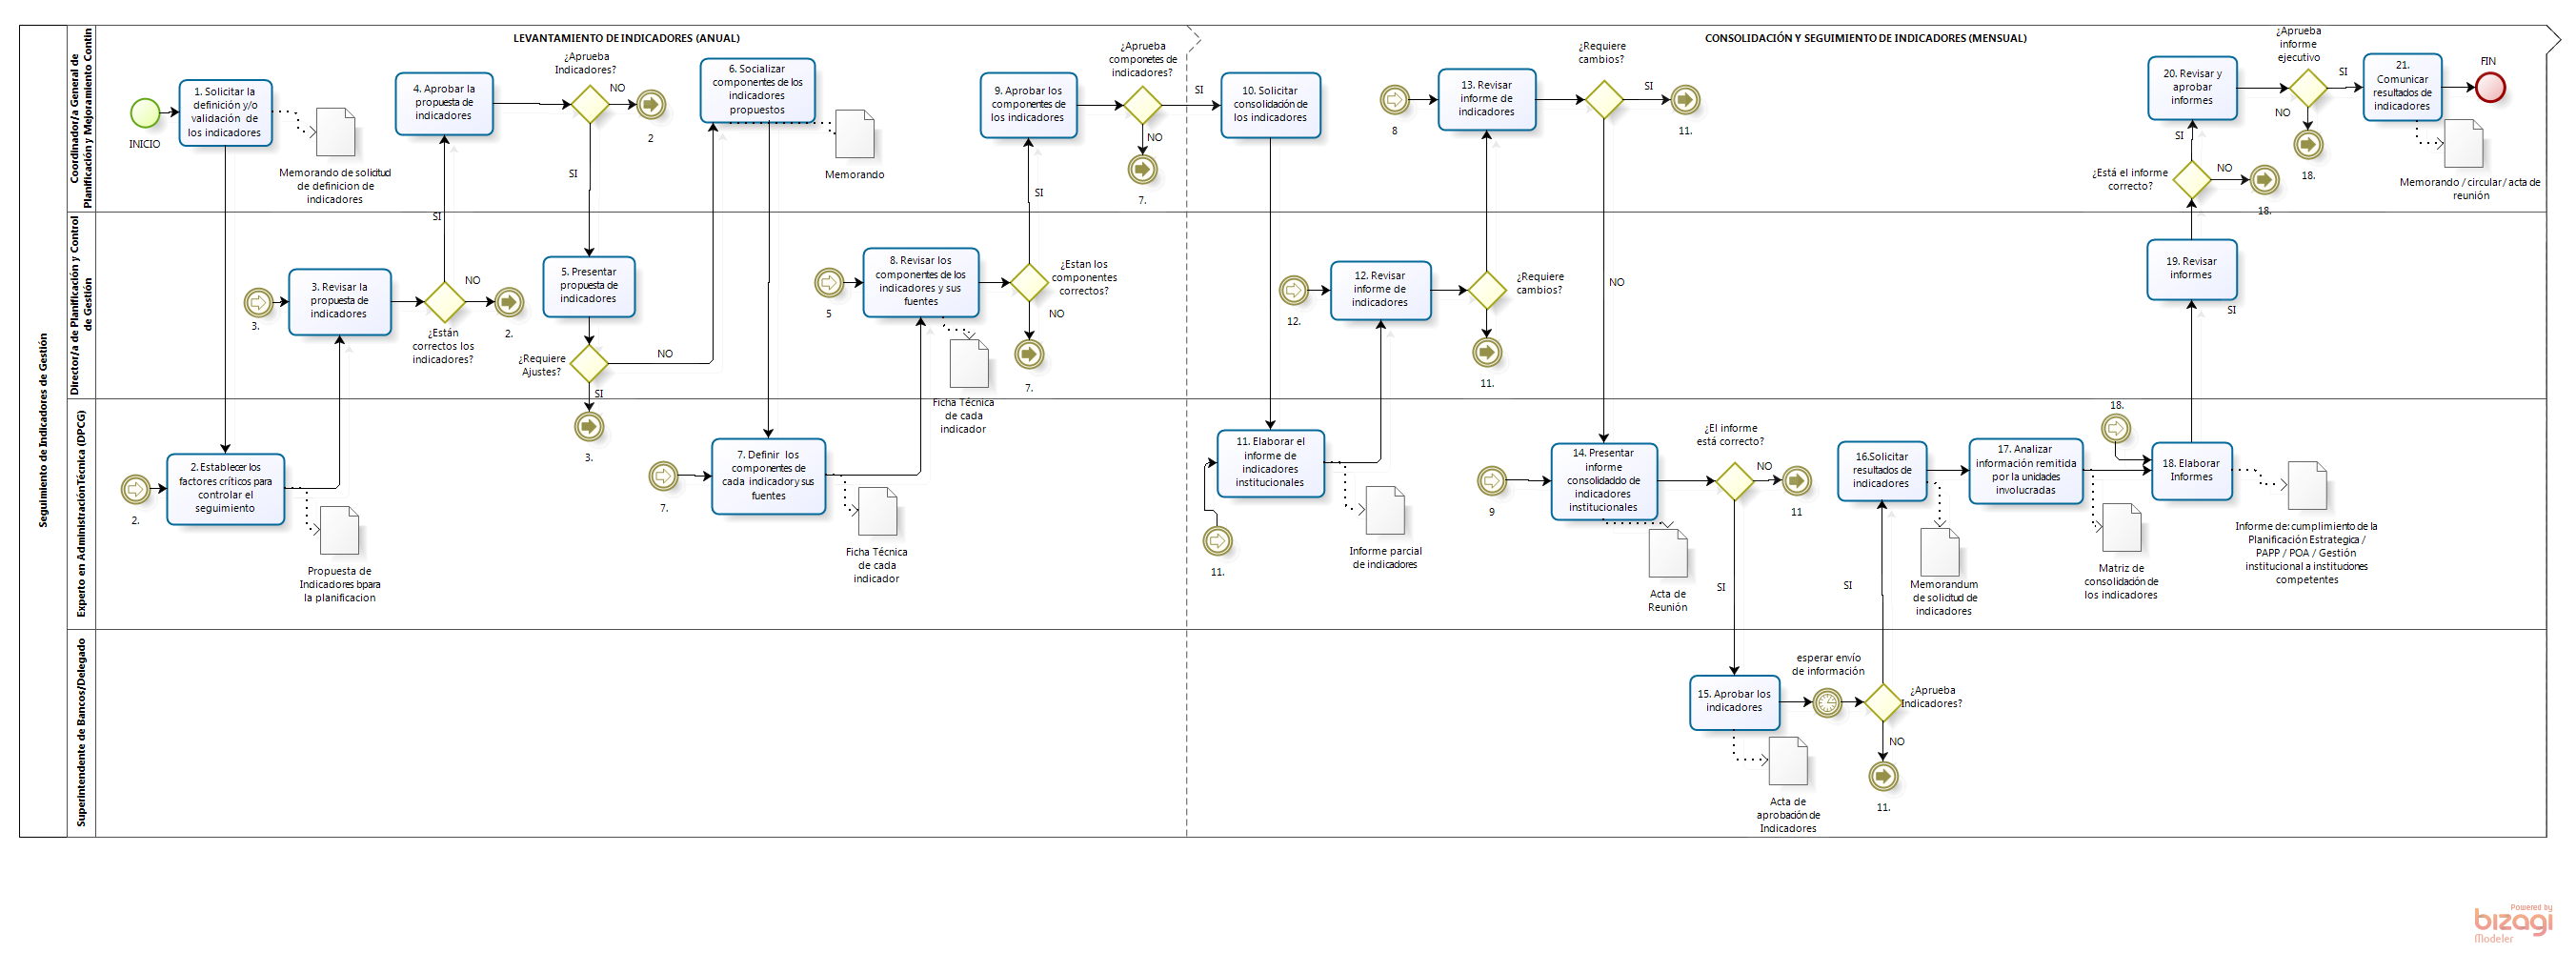 Seguimiento de Indicadores de Gestión
Coordinador/a General de
Planificación y Mejoramiento Contin
Director/a de Planificación y Control
de Gestión
Experto en Administración Técnica (DPCG)
Superintendente de Bancos/Delegado
LEVANTAMIENTO DE INDICADORES (ANUAL)
CONSOLIDACIÓN Y SEGUIMIENTO DE INDICADORES (MENSUAL)
INICIO
1. Solicitar la
definición y/o
validación de
los indicadores
Memorando de solicitud
de definicion de
indicadores
4. Aprobar la
propuesta de
indicadores
¿Aprueba
Indicadores?
NO
2
SI
SI
6. Socializar
componentes de los
indicadores
propuestos
Memorando
9. Aprobar los
componentes de
los indicadores
¿Aprueba
componetes de
indicadores?
SI
NO
7.
SI
10. Solicitar
consolidación de
los indicadores
8
13. Revisar
informe de
indicadores
¿Requiere
cambios?
SI
11.
NO
20. Revisar y
aprobar
informes
¿Aprueba
informe
ejecutivo
SI
NO
18.
21.
Comunicar
resultados de
indicadores
FIN
Memorando / circular / acta de
reunión
SI
¿Está el informe
correcto?
NO
18.
3.
3. Revisar la
propuesta de
indicadores
NO
2.
¿Están
correctos los
indicadores?
5. Presentar
propuesta de
indicadores
¿Requiere
Ajustes?
NO
SI
3.
5
8. Revisar los
componentes de los
indicadores y sus
fuentes
¿Estan los
componentes
correctos?
NO
7.
Ficha Técnica
de cada
indicador
12.
12. Revisar
informe de
indicadores
¿Requiere
cambios?
11.
19. Revisar
informes
SI
2.
2. Establecer los
factores críticos para
controlar el
seguimiento
Propuesta de
Indicadores bpara
la planificacion
7.
7. Definir los
componentes de
cada indicador y sus
fuentes
Ficha Técnica
de cada
indicador
11. Elaborar el
informe de
indicadores
institucionales
11.
Informe parcial
de indicadores
9
14. Presentar
informe
consolidaddo de
indicadores
institucionales
Acta de
Reunión
¿El informe
está correcto?
NO
11
SI
16.Solicitar
resultados de
indicadores
Memorandum
de solicitud de
indicadores
SI
17. Analizar
información remitida
por la unidades
involucradas
Matriz de
consolidación de
los indicadores
18.
18. Elaborar
Informes
Informe de: cumplimiento de la
Planificación Estrategica /
PAPP / POA / Gestión
institucional a instituciones
competentes
15. Aprobar los
indicadores
esperar envío
de información
¿Aprueba
Indicadores?
NO
11.
Acta de
aprobación de
Indicadores
Powered by
bizagi
Modeler